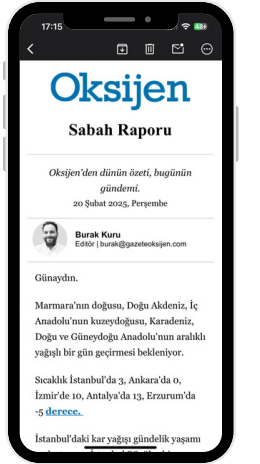 17:15
Oksijen
Sabah Raporu
Oksijen'den dünün özeti, bugünün
gündemi.
20 Şubat 2025, Perşembe
Burak Kuru
Editör | burak@gazeteoksijen.com
Günaydın.
Marmara'nın doğusu, Doğu Akdeniz, İç
Anadolu'nun kuzeydoğusu, Karadeniz,
Doğu ve Güneydoğu Anadolu'nun aralıklı
yağışlı bir gün geçirmesi bekleniyor.
Sıcaklık İstanbul'da 3, Ankara'da 0,
İzmir'de 10, Antalya'da 13, Erzurum'da
-5 derece.
İstanbul'daki kar yağışı gündelik yaşamı